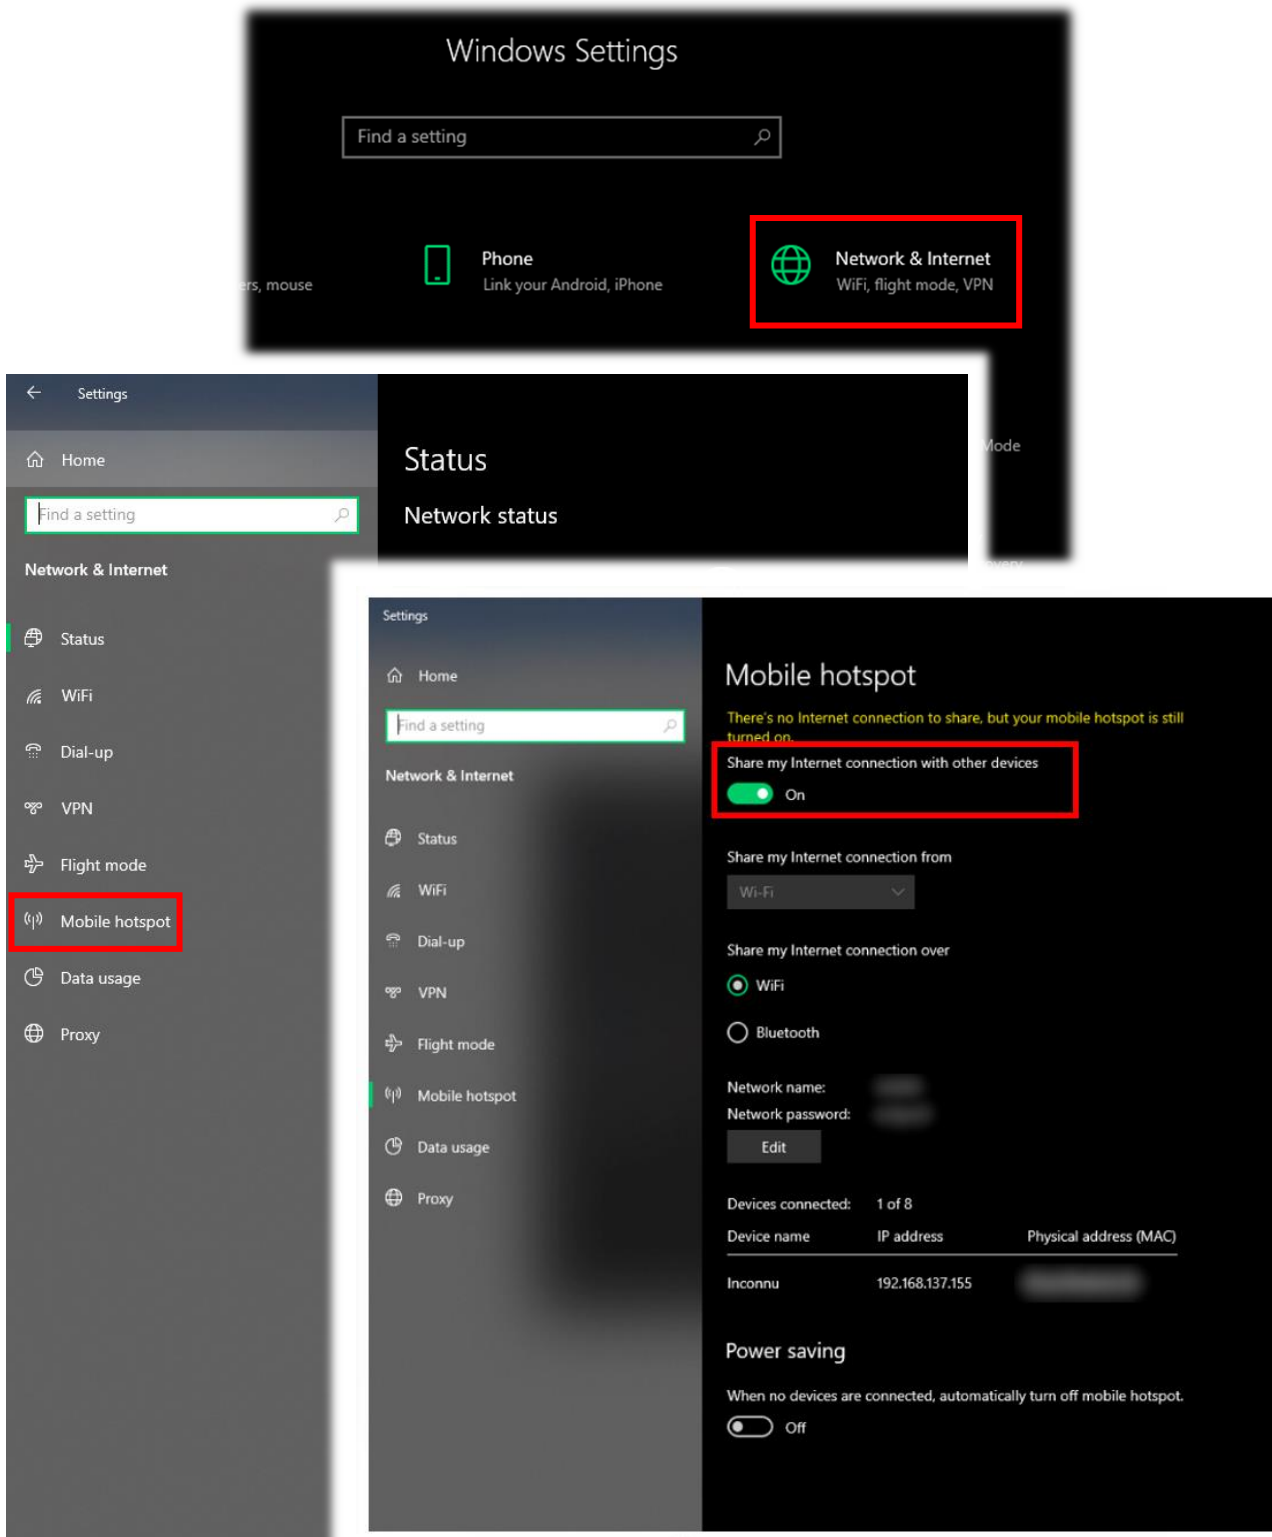 Windows Settings
Find a setting
Phone
Link your Android, iPhone
Network & Internet
WiFi, flight mode, VPN
mouse
Settings
Home
Find a setting
Network & Internet
Status
WiFi
Dial-up
VPN
Flight mode
Mobile hotspot
Data usage
Proxy
Status
Network status
Mode
Settings
Home
Find a setting
Network & Internet
Status
WiFi
Dial-up
VPN
Flight mode
Mobile hotspot
Data usage
Proxy
Mobile hotspot
There's no Internet connection to share, but your mobile hotspot is still
turned on.
Share my Internet connection with other devices
On
Share my Internet connection from
Wi-Fi
Share my Internet connection over
WiFi
Bluetooth
Network name:
Network password:
Edit
Devices connected: 1 of 8
Device name IP address Physical address (MAC)
Inconnu 192.168.137.155
Power saving
When no devices are connected, automatically turn off mobile hotspot.
Off